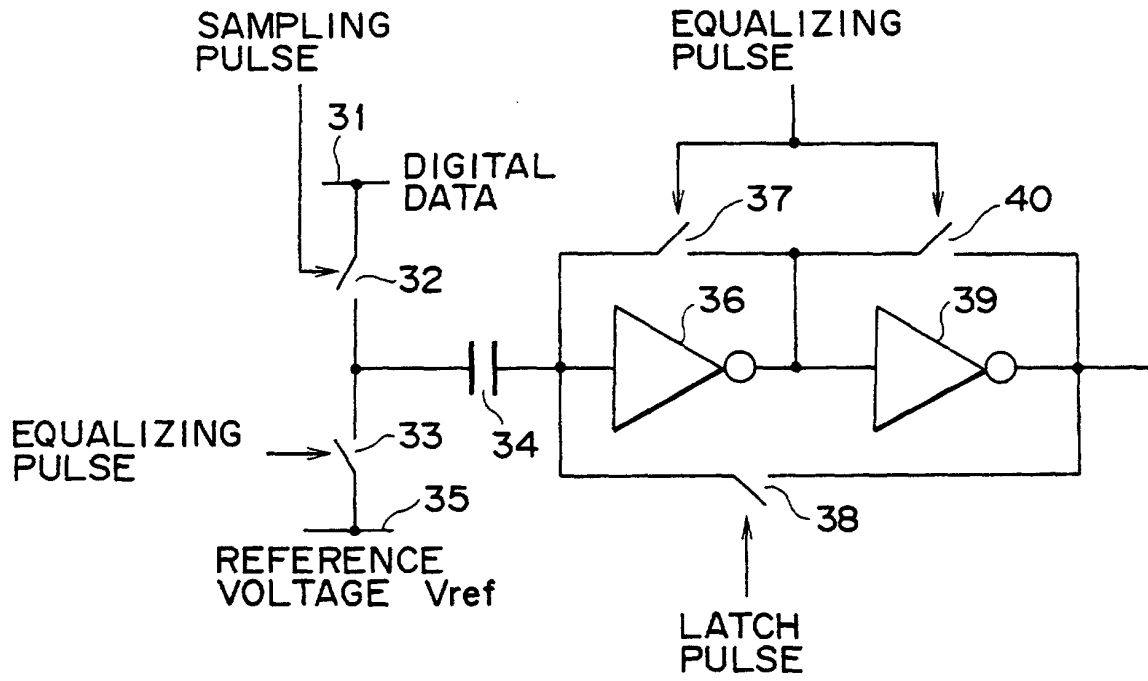 SAMPLING
PULSE
EQUALIZING
PULSE
31
DIGITAL
DATA
37
40
32
36
39
EQUALIZING
PULSE
33
34
35
38
REFERENCE
VOLTAGE Vref
LATCH
PULSE